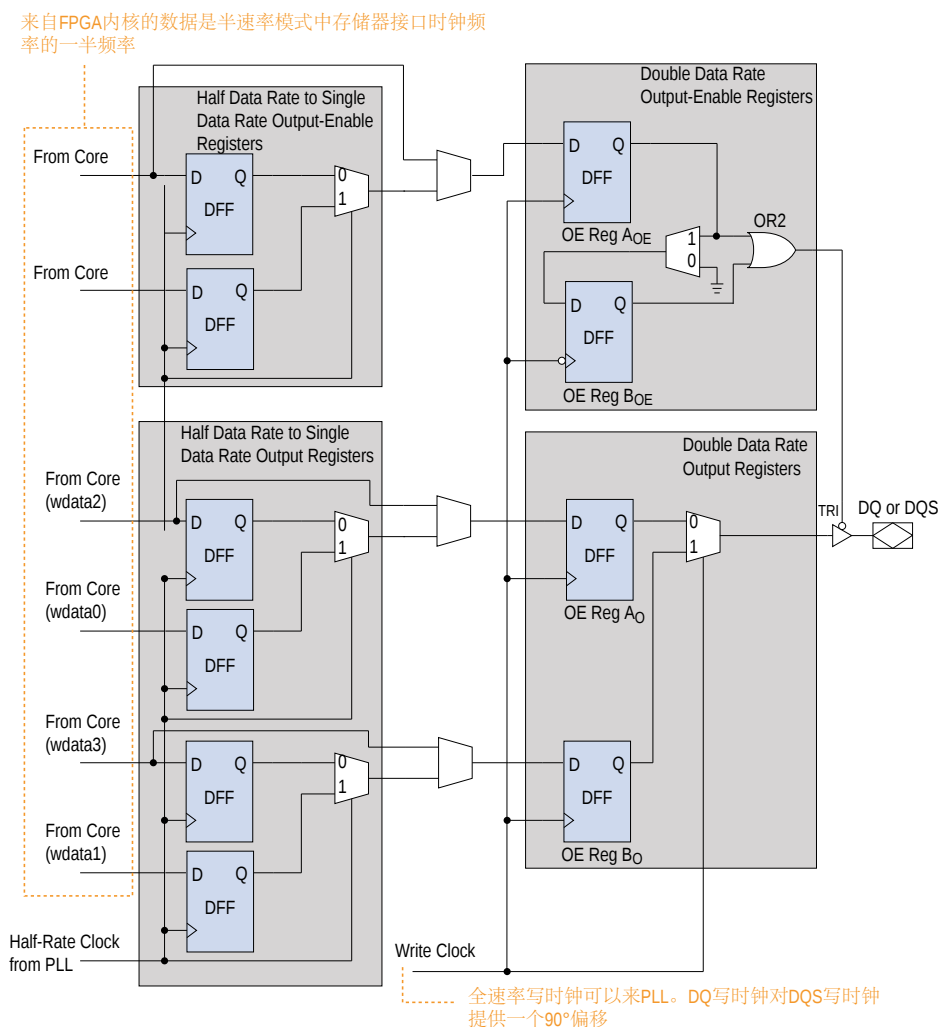 来自FPGA内核的数据是半速率模式中存储器接口时钟频
率的一半频率
Half Data Rate to Single
Data Rate Output-Enable
Registers
Double Data Rate
Output-Enable Registers
From Core
D Q
DFF
0
1
D Q
DFF
OE Reg AOE
OR2
1
0
From Core
D Q
DFF
D Q
DFF
OE Reg BOE
Half Data Rate to Single
Data Rate Output Registers
Double Data Rate
Output Registers
From Core
(wdata2)
D Q
DFF
0
1
D Q
DFF
OE Reg AO
0
1
TRI
DQ or DQS
From Core
(wdata0)
D Q
DFF
From Core
(wdata3)
D Q
DFF
0
1
D Q
DFF
OE Reg BO
From Core
(wdata1)
D Q
DFF
Half-Rate Clock
from PLL
Write Clock
全速率写时钟可以来PLL。DQ写时钟对DQS写时钟
提供一个90°偏移